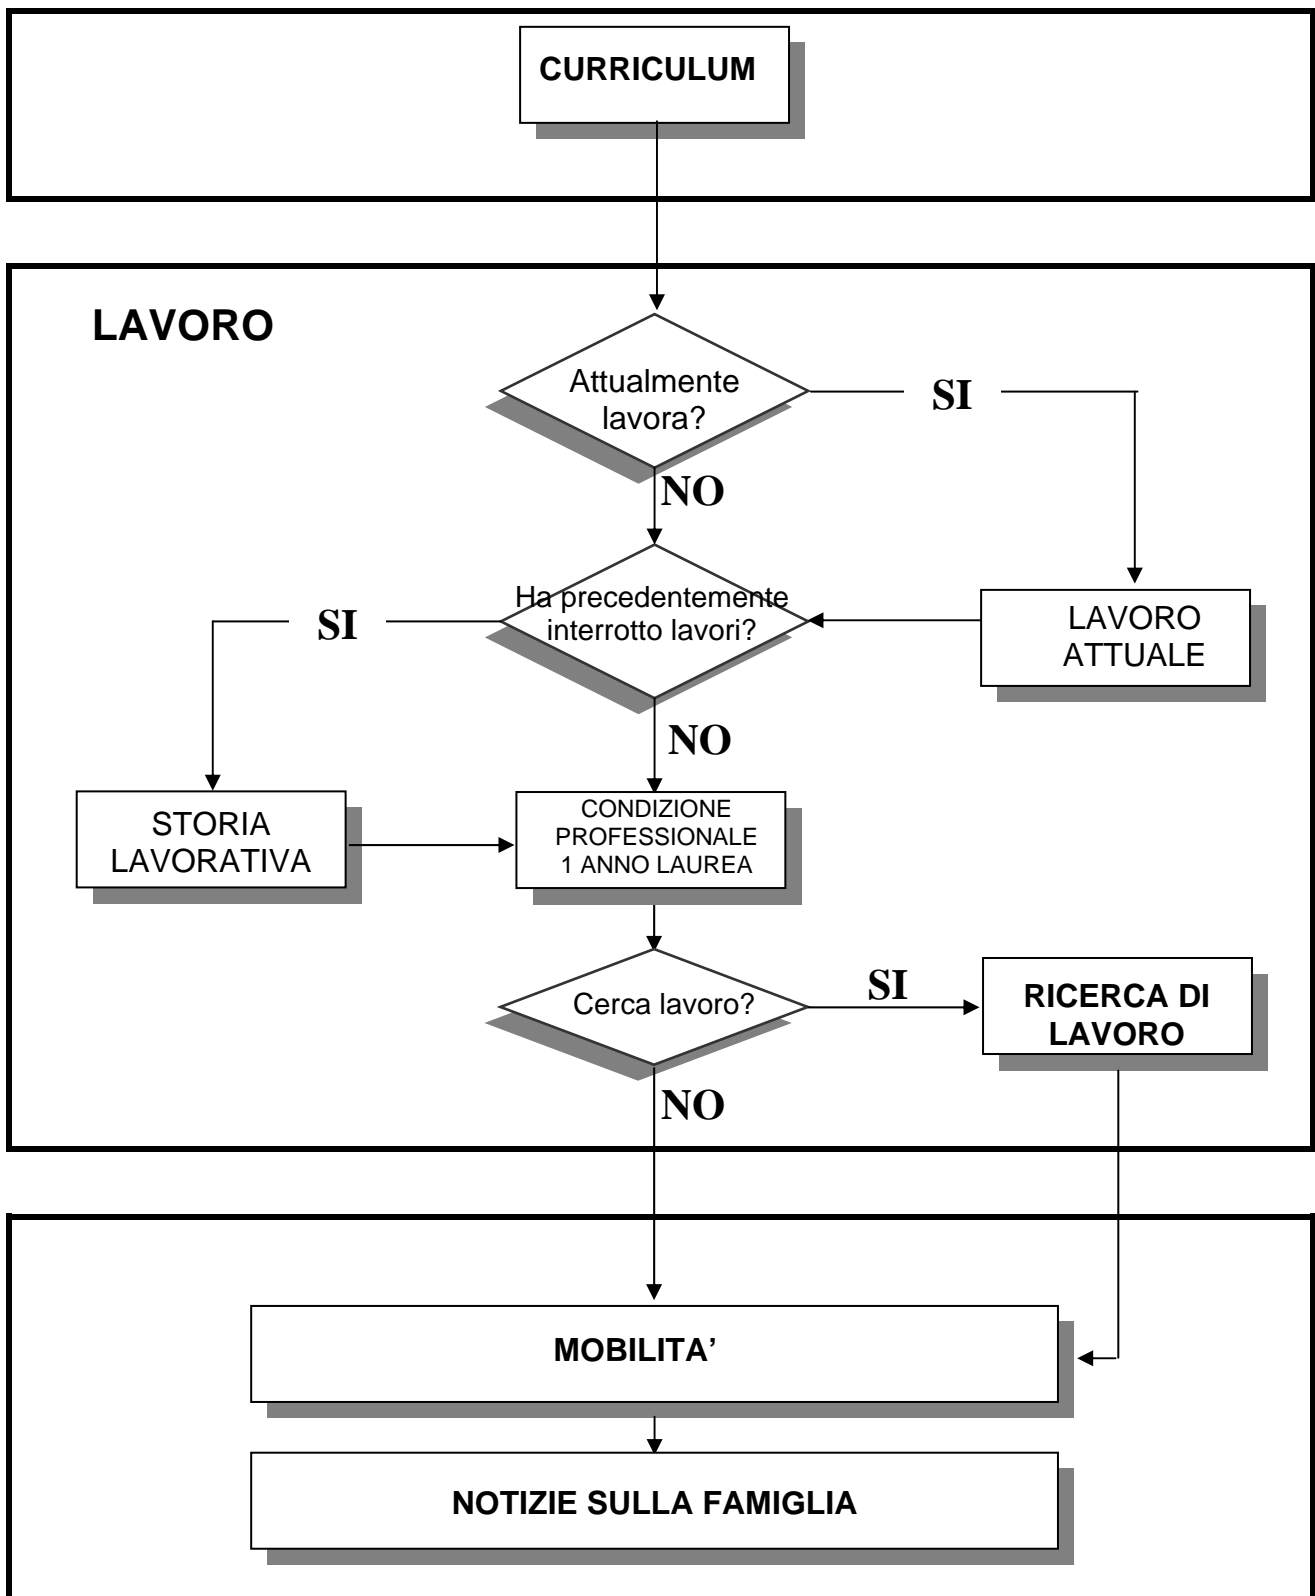 CURRICULUM
LAVORO
Attualmente
lavora?
SI
NO
Ha precedentemente
interrotto lavori?
SI
LAVORO
ATTUALE
NO
STORIA
LAVORATIVA
CONDIZIONE
PROFESSIONALE
1 ANNO LAUREA
Cerca lavoro?
SI
RICERCA DI
LAVORO
NO
MOBILITA’
NOTIZIE SULLA FAMIGLIA